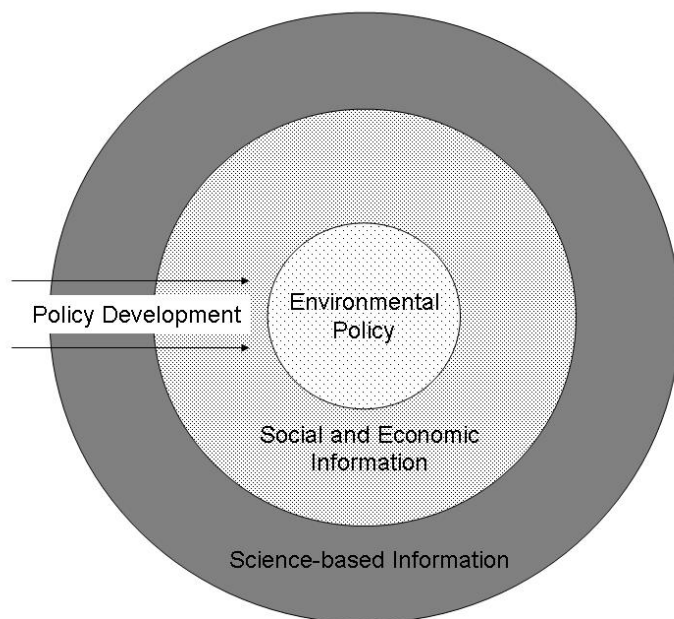 Environmental
Policy
Policy Development
Social and Economic
Information
Science-based Information